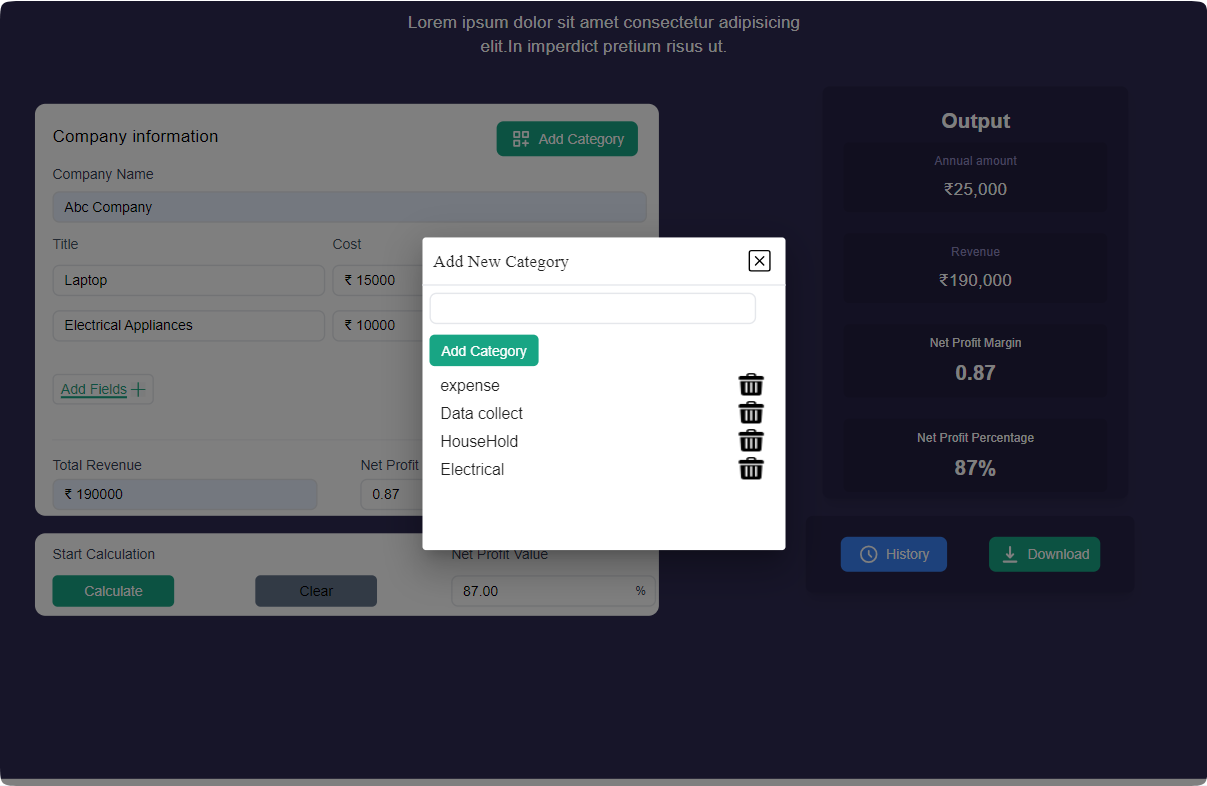 Lorem ipsum dolor sit amet consectetur adipisicing
elit.In imperdict pretium risus ut.
Company information
Add Category
Company Name
Abc Company
Title
Cost
Laptop
₹ 15000
Electrical Appliances
₹ 10000
Add Fields
Total Revenue
Net Profit
₹ 190000
0.87
Start Calculation
Net Profit Value
Calculate
Clear
87.00
%
Add New Category
Add Category
expense
Data collect
HouseHold
Electrical
Output
Annual amount
₹25,000
Revenue
₹190,000
Net Profit Margin
0.87
Net Profit Percentage
87%
History
Download